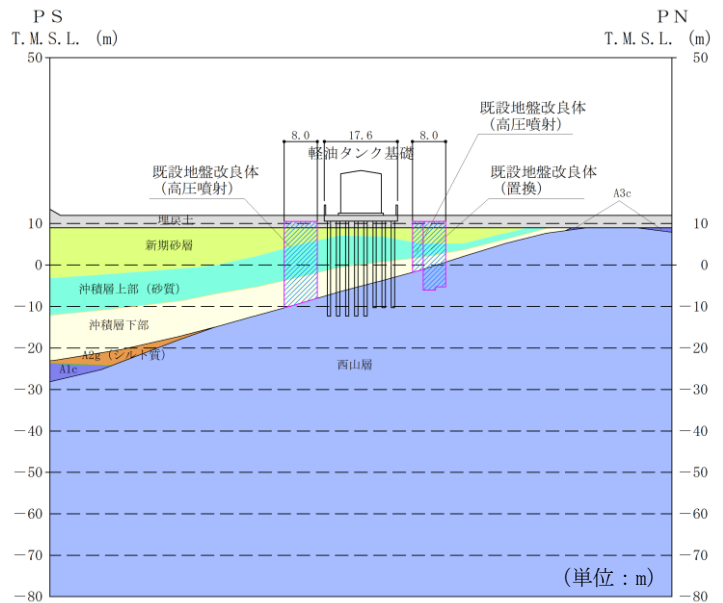 PS
PN
T.M.S.L. (m)
T.M.S.L. (m)
50
50
既設地盤改良体
(高圧噴射)
8.0
17.6
8.0
軽油タンク基礎
既設地盤改良体
(高圧噴射)
既設地盤改良体
(置換)
A3c
10
埋戻土
10
新期砂層
0
0
沖積層上部(砂質)
-10
-10
沖積層下部
-20
-20
A2g(シルト質)
A1c
西山層
-30
-30
-40
-40
-50
-50
-60
-60
-70
-70
(単位:m)
-80
-80